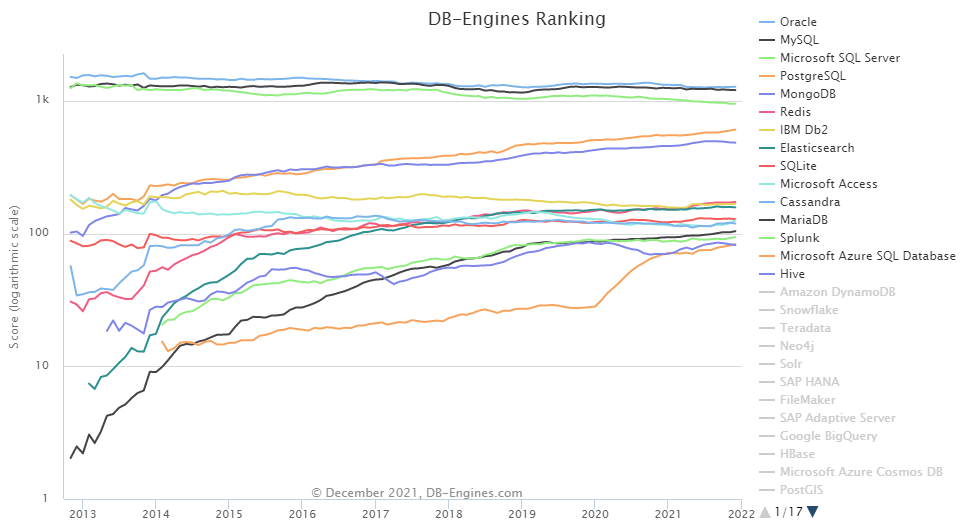 DB-Engines Ranking
Score (logarithmic scale)
1k
100
10
1
2013 2014 2015 2016 2017 2018 2019 2020 2021 2022
© December 2021, DB-Engines.com
Oracle
MySQL
Microsoft SQL Server
PostgreSQL
MongoDB
Redis
IBM Db2
Elasticsearch
SQLite
Microsoft Access
Cassandra
MariaDB
Splunk
Microsoft Azure SQL Database
Hive
Amazon DynamoDB
Snowflake
Teradata
Neo4j
Solr
SAP HANA
FileMaker
SAP Adaptive Server
Google BigQuery
HBase
Microsoft Azure Cosmos DB
PostGIS
1/17